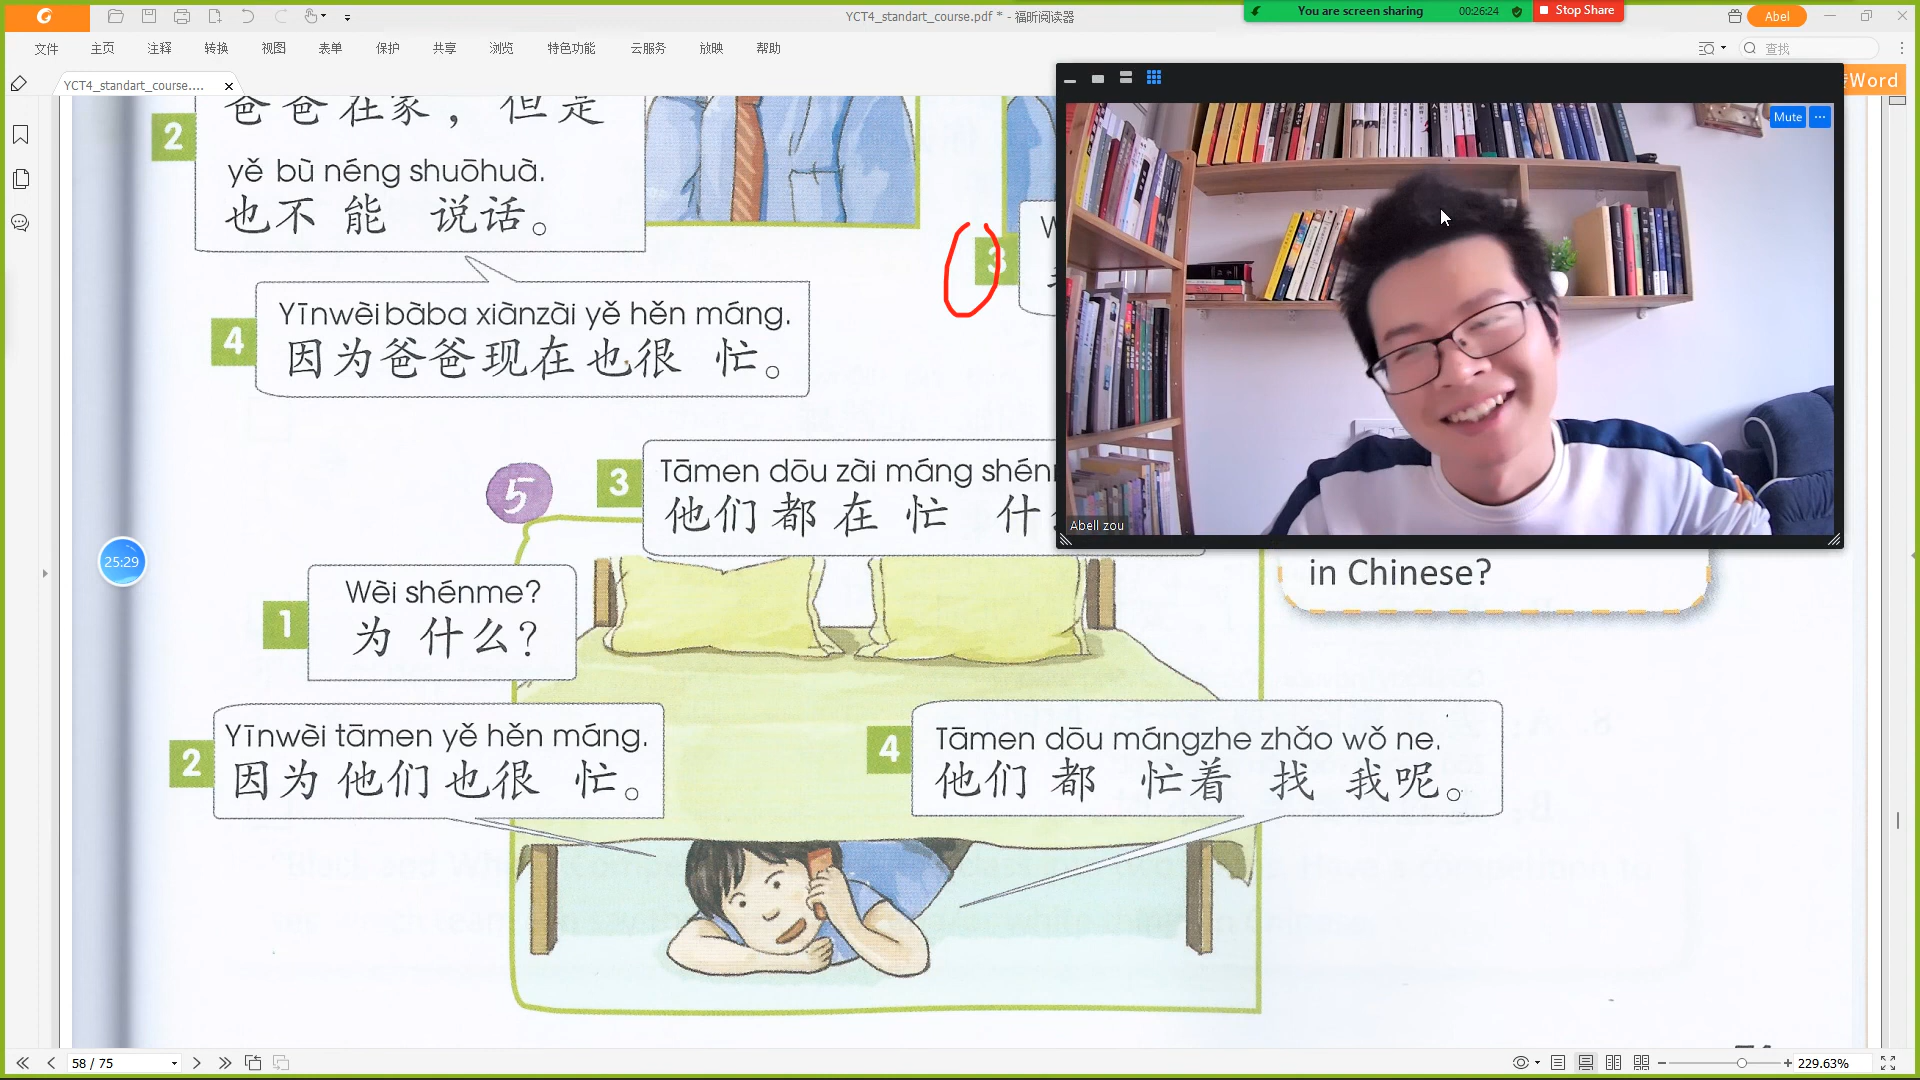 YCT4_standart_course.pdf * - 福昕阅读器
You are screen sharing
00:26:24
Stop Share
Abel
文件 主页 注释 转换 视图 表单 保护 共享 浏览 特色功能 云服务 放映 帮助
查找
YCT4_standart_course....
Word
2
爸爸在家，但是
yě bù néng shuōhuà.
也不能说话。
3
4
Yīnwèi bàba xiànzài yě hěn máng.
因为爸爸现在也很忙。
5
3
Tāmen dōu zài máng
他们都在忙什
Mute
Abell zou
in Chinese?
25:29
1
Wèi shénme?
为什么？
2
Yīnwèi tāmen yě hěn máng.
因为他们也很忙。
4
Tāmen dōu mángzhe zhǎo wǒ ne.
他们都忙着找我呢。
58 / 75
229.63%